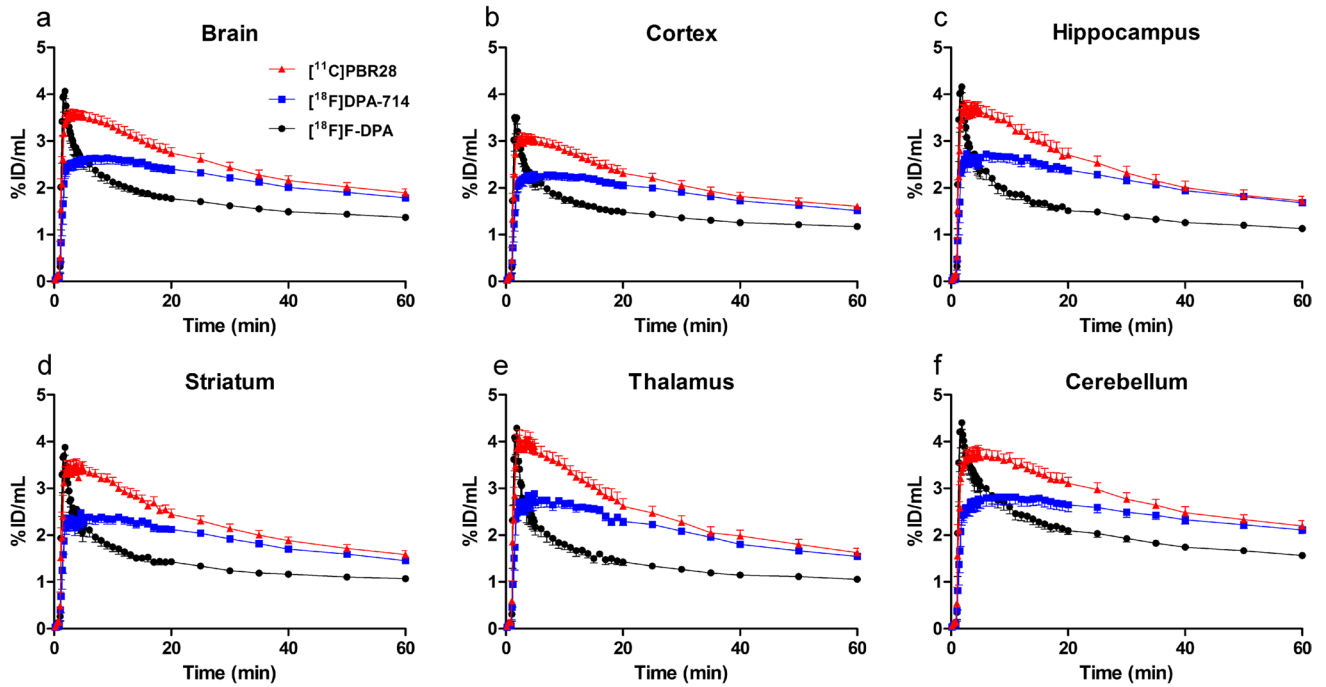 a
Brain
5
4
3
2
1
0
%ID/mL
0 20 40 60
Time (min)
[¹¹C]PBR28
[¹⁸F]DPA-714
[¹⁸F]F-DPA
b
Cortex
5
4
3
2
1
0
%ID/mL
0 20 40 60
Time (min)
c
Hippocampus
5
4
3
2
1
0
%ID/mL
0 20 40 60
Time (min)
d
Striatum
5
4
3
2
1
0
%ID/mL
0 20 40 60
Time (min)
e
Thalamus
5
4
3
2
1
0
%ID/mL
0 20 40 60
Time (min)
f
Cerebellum
5
4
3
2
1
0
%ID/mL
0 20 40 60
Time (min)